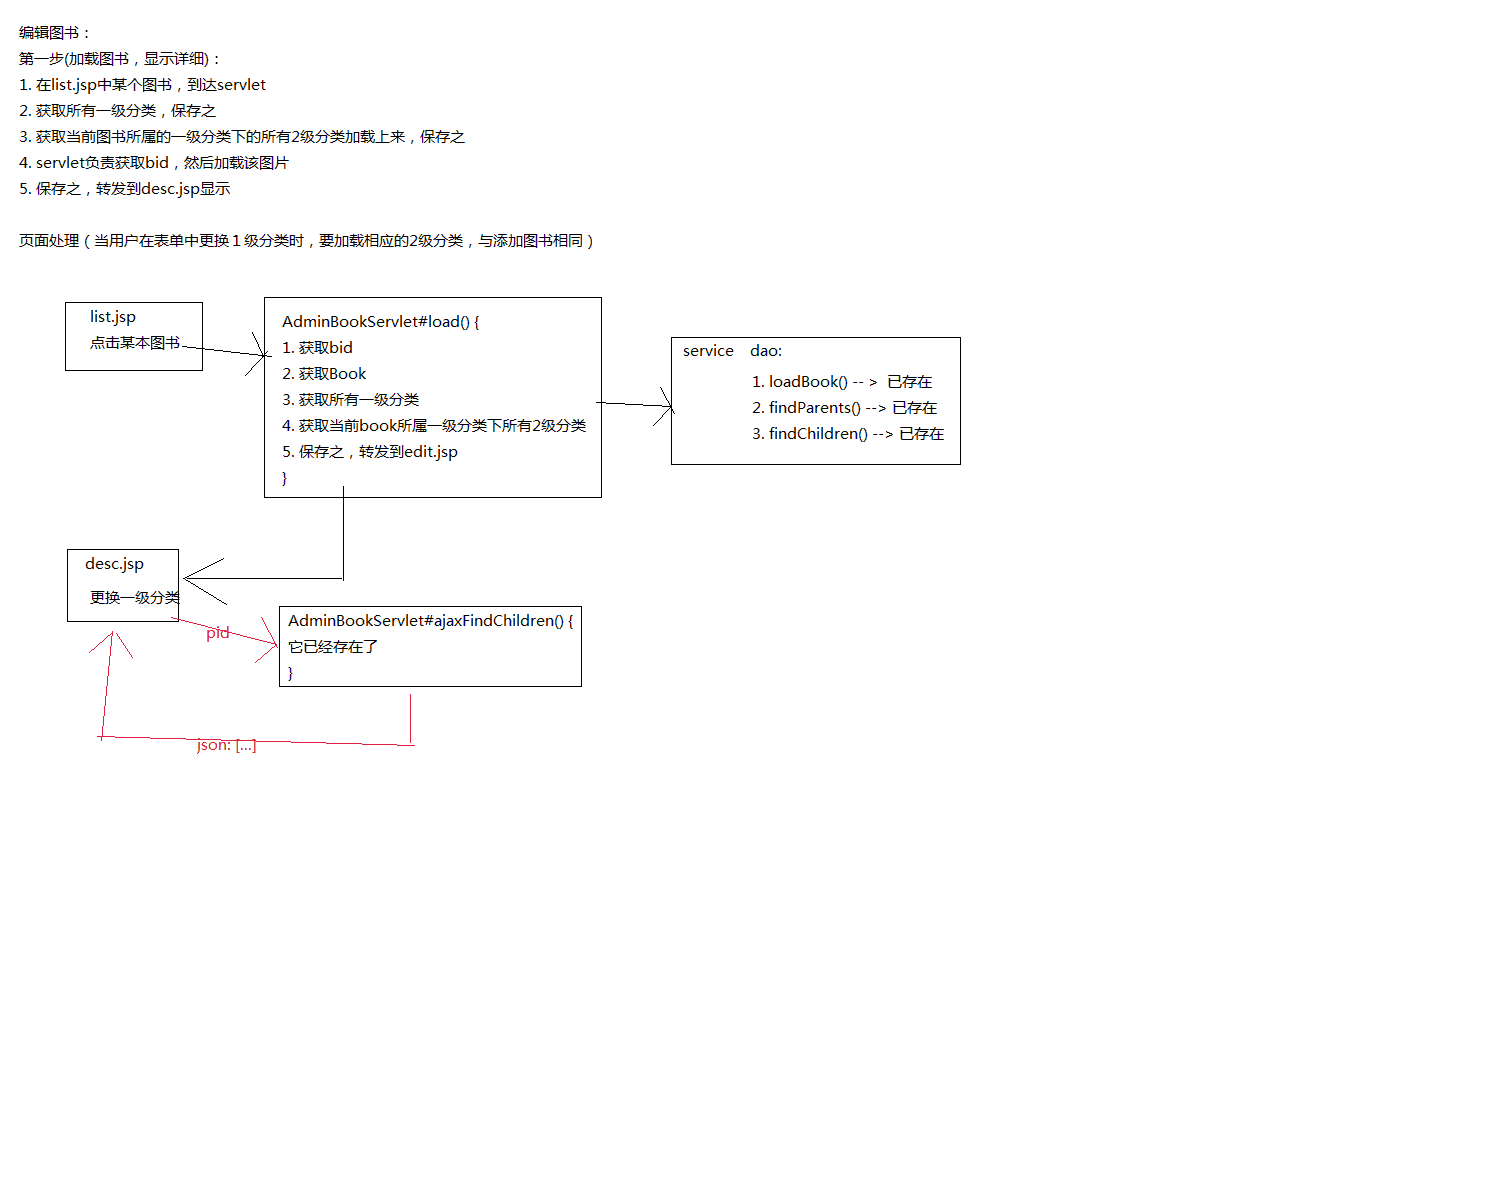 编辑图书：
第一步(加载图书，显示详细)：
1. 在list.jsp中某个图书，到达servlet
2. 获取所有一级分类，保存之
3. 获取当前图书所属的一级分类下的所有2级分类加载上来，保存之
4. servlet负责获取bid，然后加载该图片
5. 保存之，转发到desc.jsp显示
页面处理（当用户在表单中更换１级分类时，要加载相应的2级分类，与添加图书相同）
list.jsp
点击某本图书
AdminBookServlet#load() {
1. 获取bid
2. 获取Book
3. 获取所有一级分类
4. 获取当前book所属一级分类下所有2级分类
5. 保存之，转发到edit.jsp
}
service dao:
1. loadBook() -- > 已存在
2. findParents() --> 已存在
3. findChildren() --> 已存在
desc.jsp
更换一级分类
pid
AdminBookServlet#ajaxFindChildren() {
它已经存在了
}
json: [...]